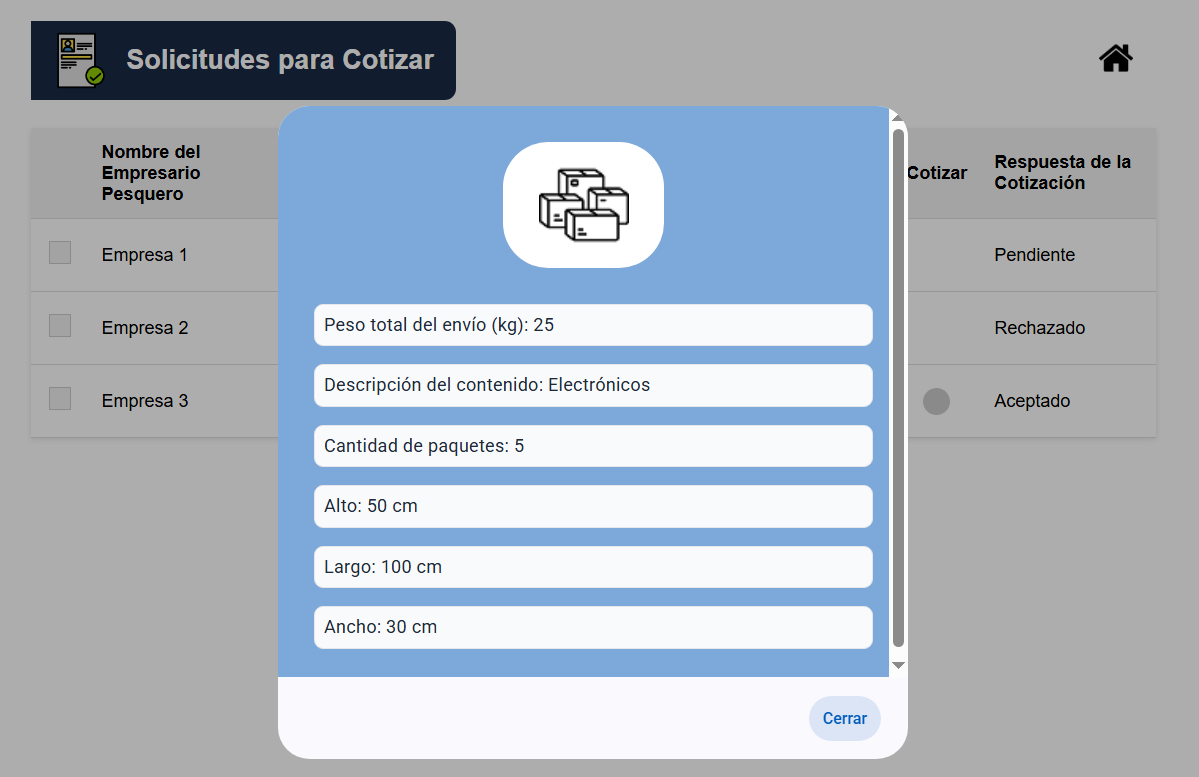 Solicitudes para Cotizar
Nombre del
Empresario
Pesquero
Cotizar
Respuesta de la
Cotización
Empresa 1
Pendiente
Empresa 2
Rechazado
Empresa 3
Aceptado
Peso total del envío (kg): 25
Descripción del contenido: Electrónicos
Cantidad de paquetes: 5
Alto: 50 cm
Largo: 100 cm
Ancho: 30 cm
Cerrar